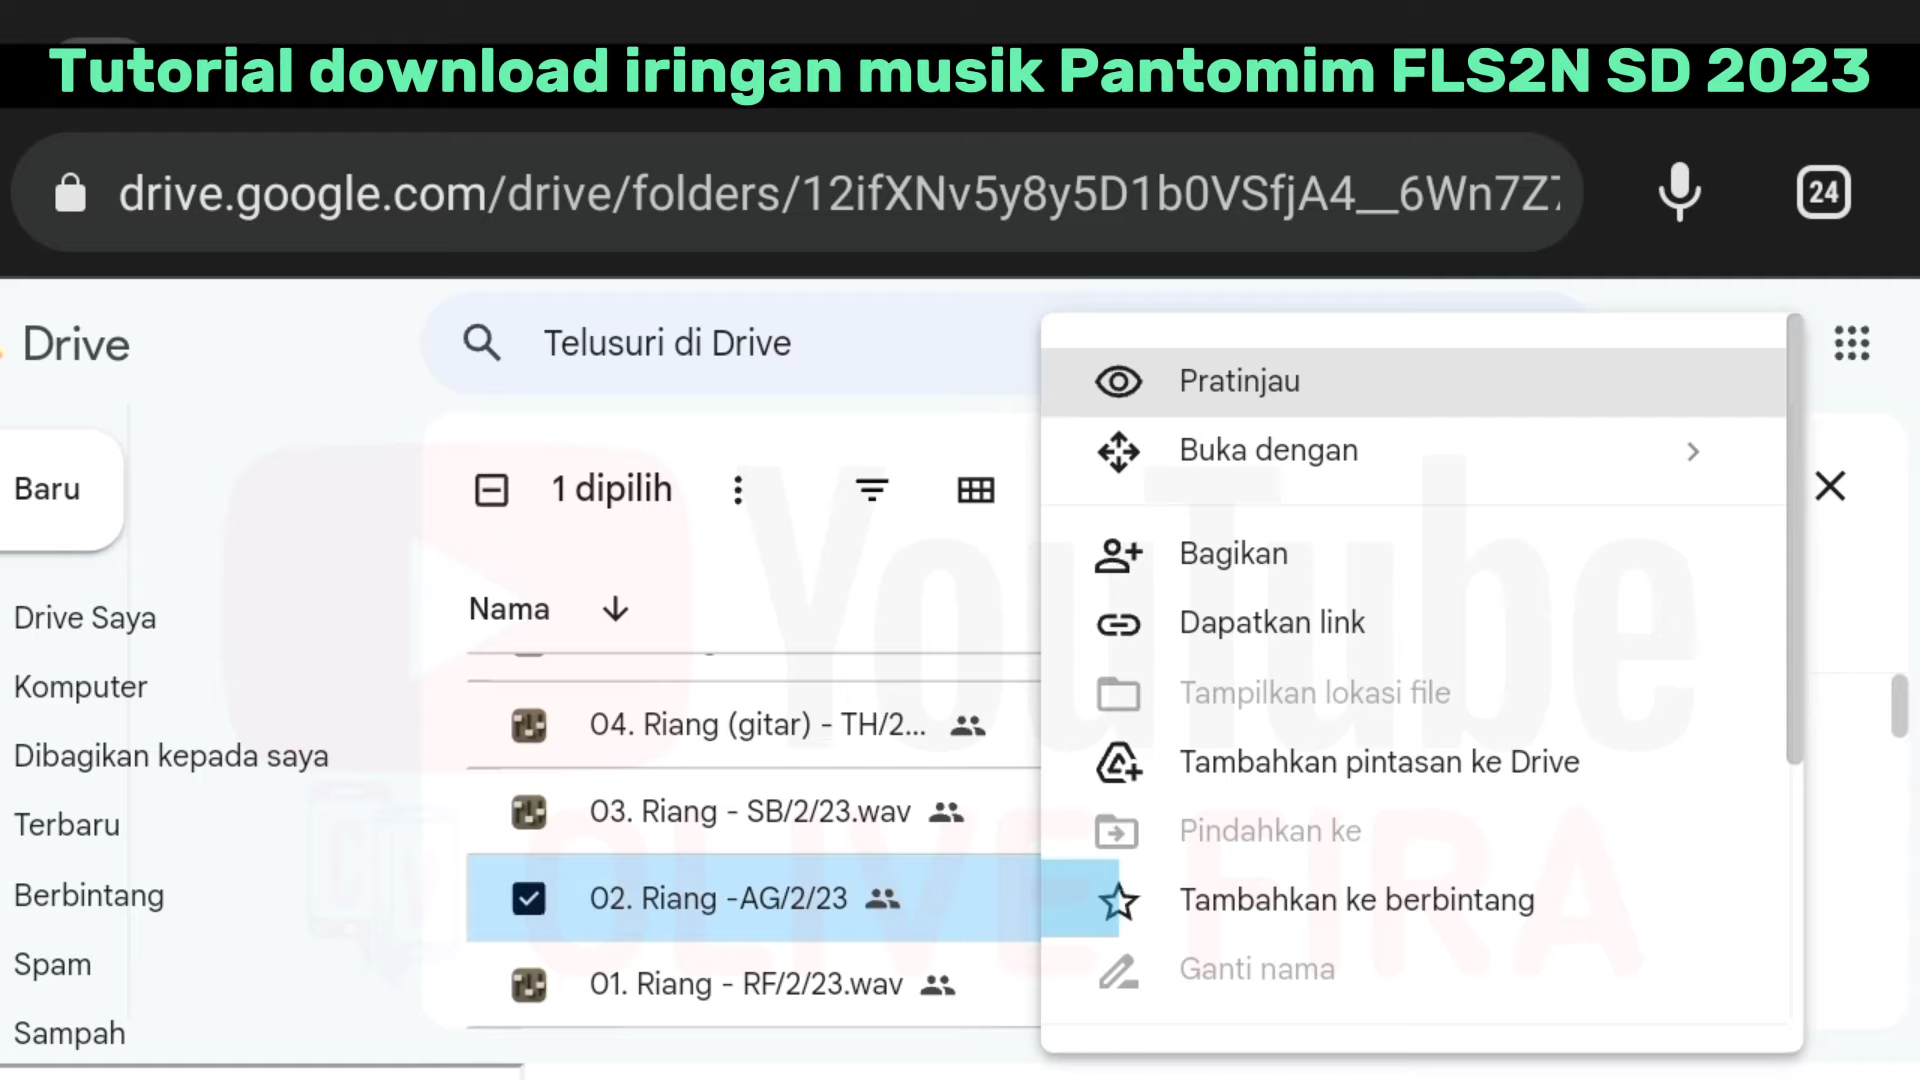 Tutorial download iringan musik Pantomim FLS2N SD 2023
drive.google.com/drive/folders/12ifXNv5y8y5D1b0VSfjA4__6Wn7Z
24
Drive
Telusuri di Drive
Baru
1 dipilih
Nama
Drive Saya
Komputer
Dibagikan kepada saya
Terbaru
Berbintang
Spam
Sampah
04. Riang (gitar) - TH/2...
03. Riang - SB/2/23.wav
02. Riang -AG/2/23
01. Riang - RF/2/23.wav
Pratinjau
Buka dengan
Bagikan
Dapatkan link
Tampilkan lokasi file
Tambahkan pintasan ke Drive
Pindahkan ke
Tambahkan ke berbintang
Ganti nama
YouTube
OLIVE FIRA